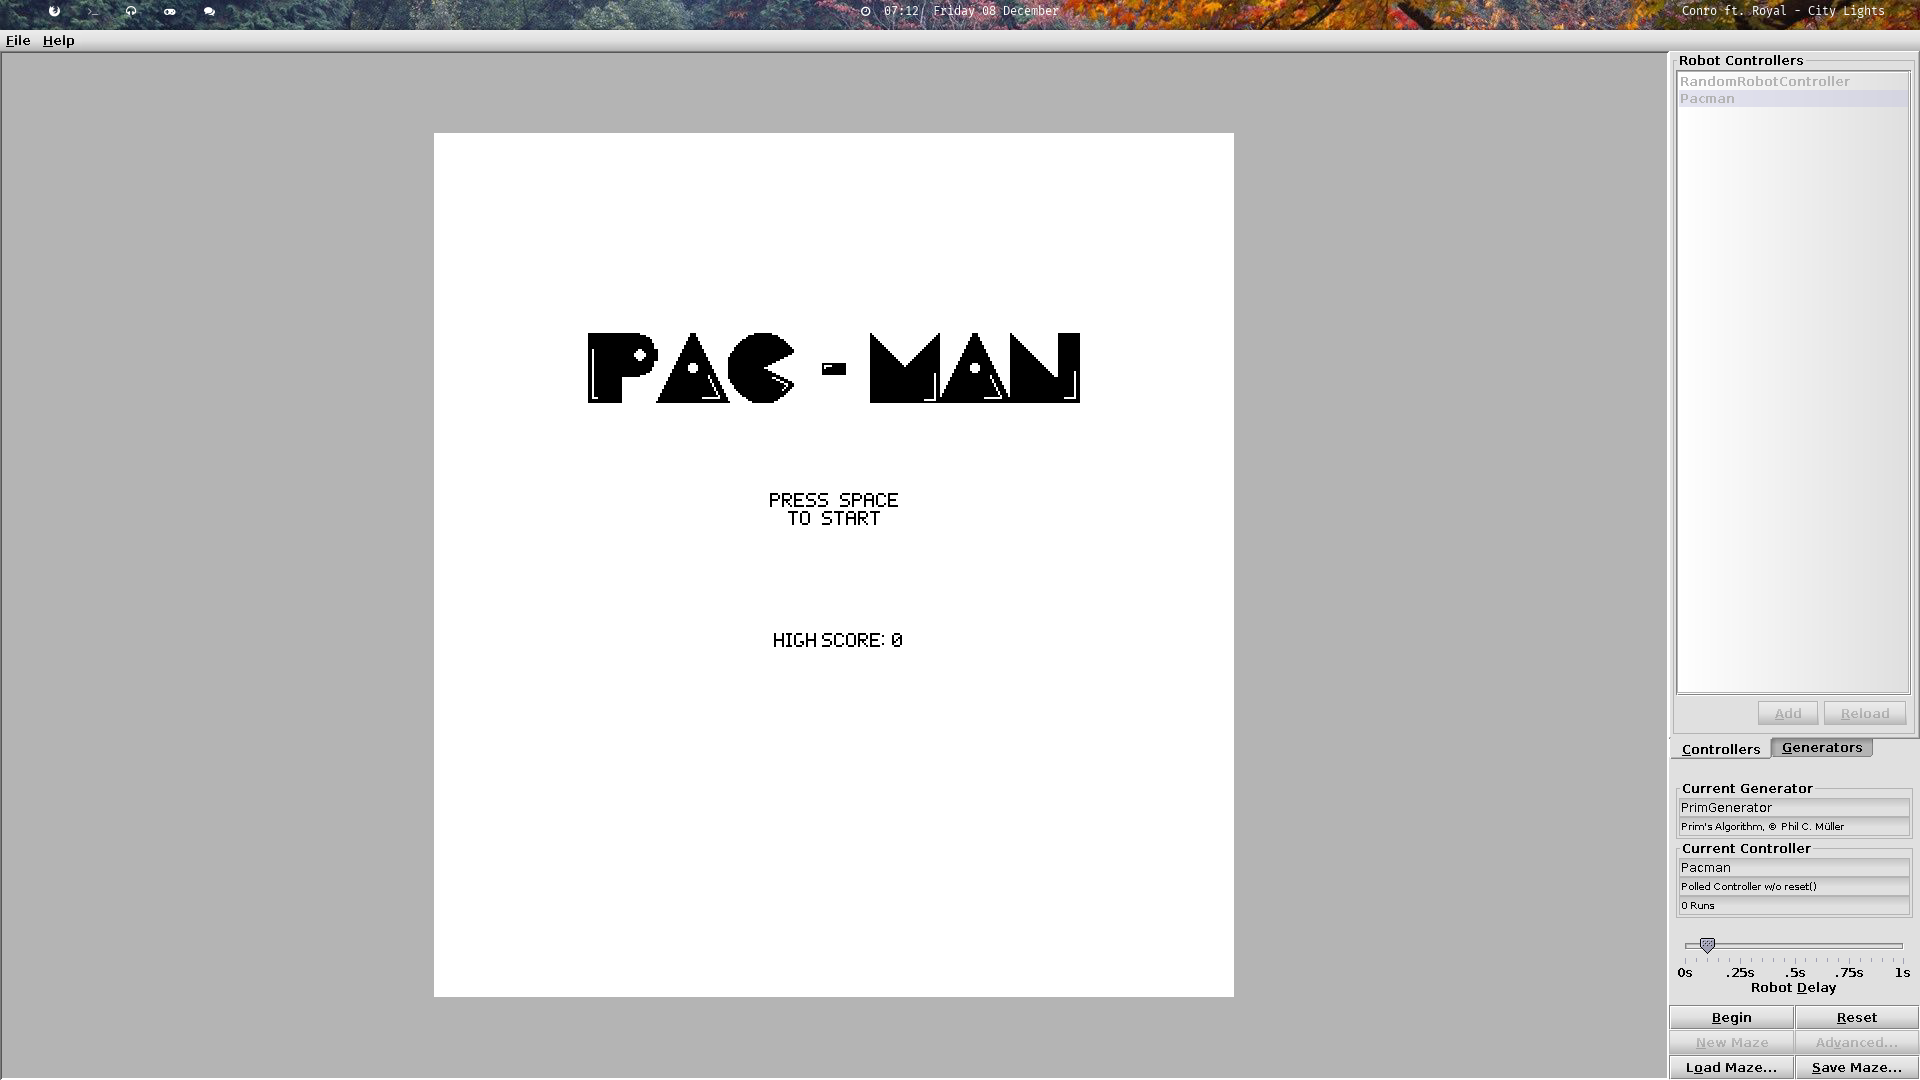 07:12 Friday 08 December
Conro ft. Royal - City Lights
File Help
PAC-MAN
PRESS SPACE
TO START
HIGH SCORE: 0
Robot Controllers
RandomRobotController
Pacman
Add Reload
Controllers Generators
Current Generator
PrimGenerator
Prim's Algorithm, © Phil C. Müller
Current Controller
Pacman
Polled Controller w/o reset()
0 Runs
0s .25s .5s .75s 1s
Robot Delay
Begin Reset
New Maze Advanced...
Load Maze... Save Maze...